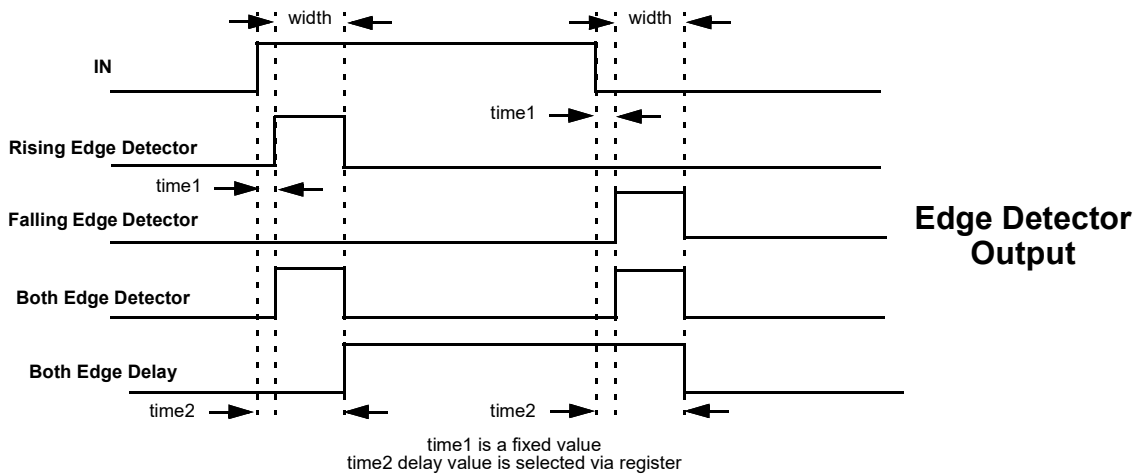 width
width
IN
time1
Rising Edge Detector
time1
Falling Edge Detector
Edge Detector
Output
Both Edge Detector
Both Edge Delay
time2
time2
time1 is a fixed value
time2 delay value is selected via register